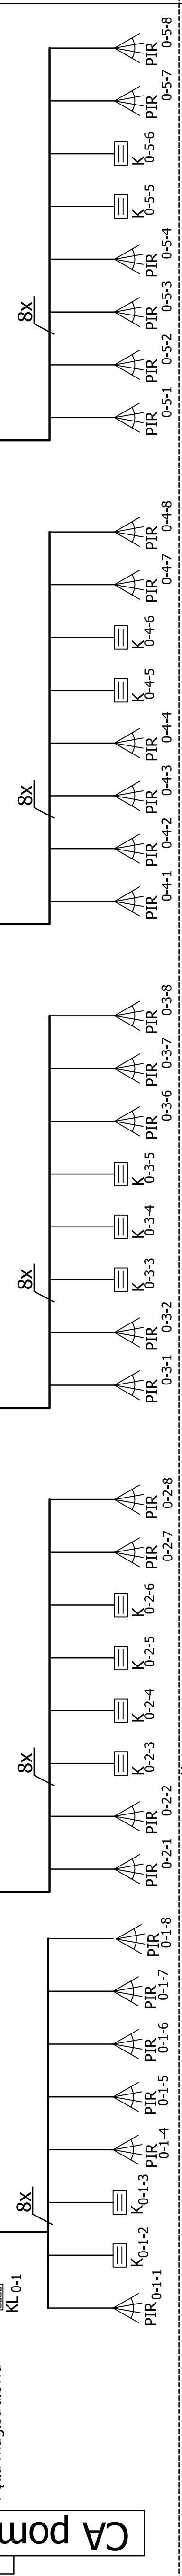 CA pom
KL 0-1
8x
PIR 0-1-1
K 0-1-2
K 0-1-3
PIR 0-1-4
PIR 0-1-5
PIR 0-1-6
PIR 0-1-7
PIR 0-1-8
8x
PIR 0-2-1
PIR 0-2-2
K 0-2-3
K 0-2-4
K 0-2-5
K 0-2-6
PIR 0-2-7
PIR 0-2-8
8x
PIR 0-3-1
PIR 0-3-2
K 0-3-3
K 0-3-4
K 0-3-5
PIR 0-3-6
PIR 0-3-7
PIR 0-3-8
8x
PIR 0-4-1
PIR 0-4-2
PIR 0-4-3
PIR 0-4-4
K 0-4-5
K 0-4-6
PIR 0-4-7
PIR 0-4-8
8x
PIR 0-5-1
PIR 0-5-2
PIR 0-5-3
PIR 0-5-4
K 0-5-5
K 0-5-6
PIR 0-5-7
PIR 0-5-8